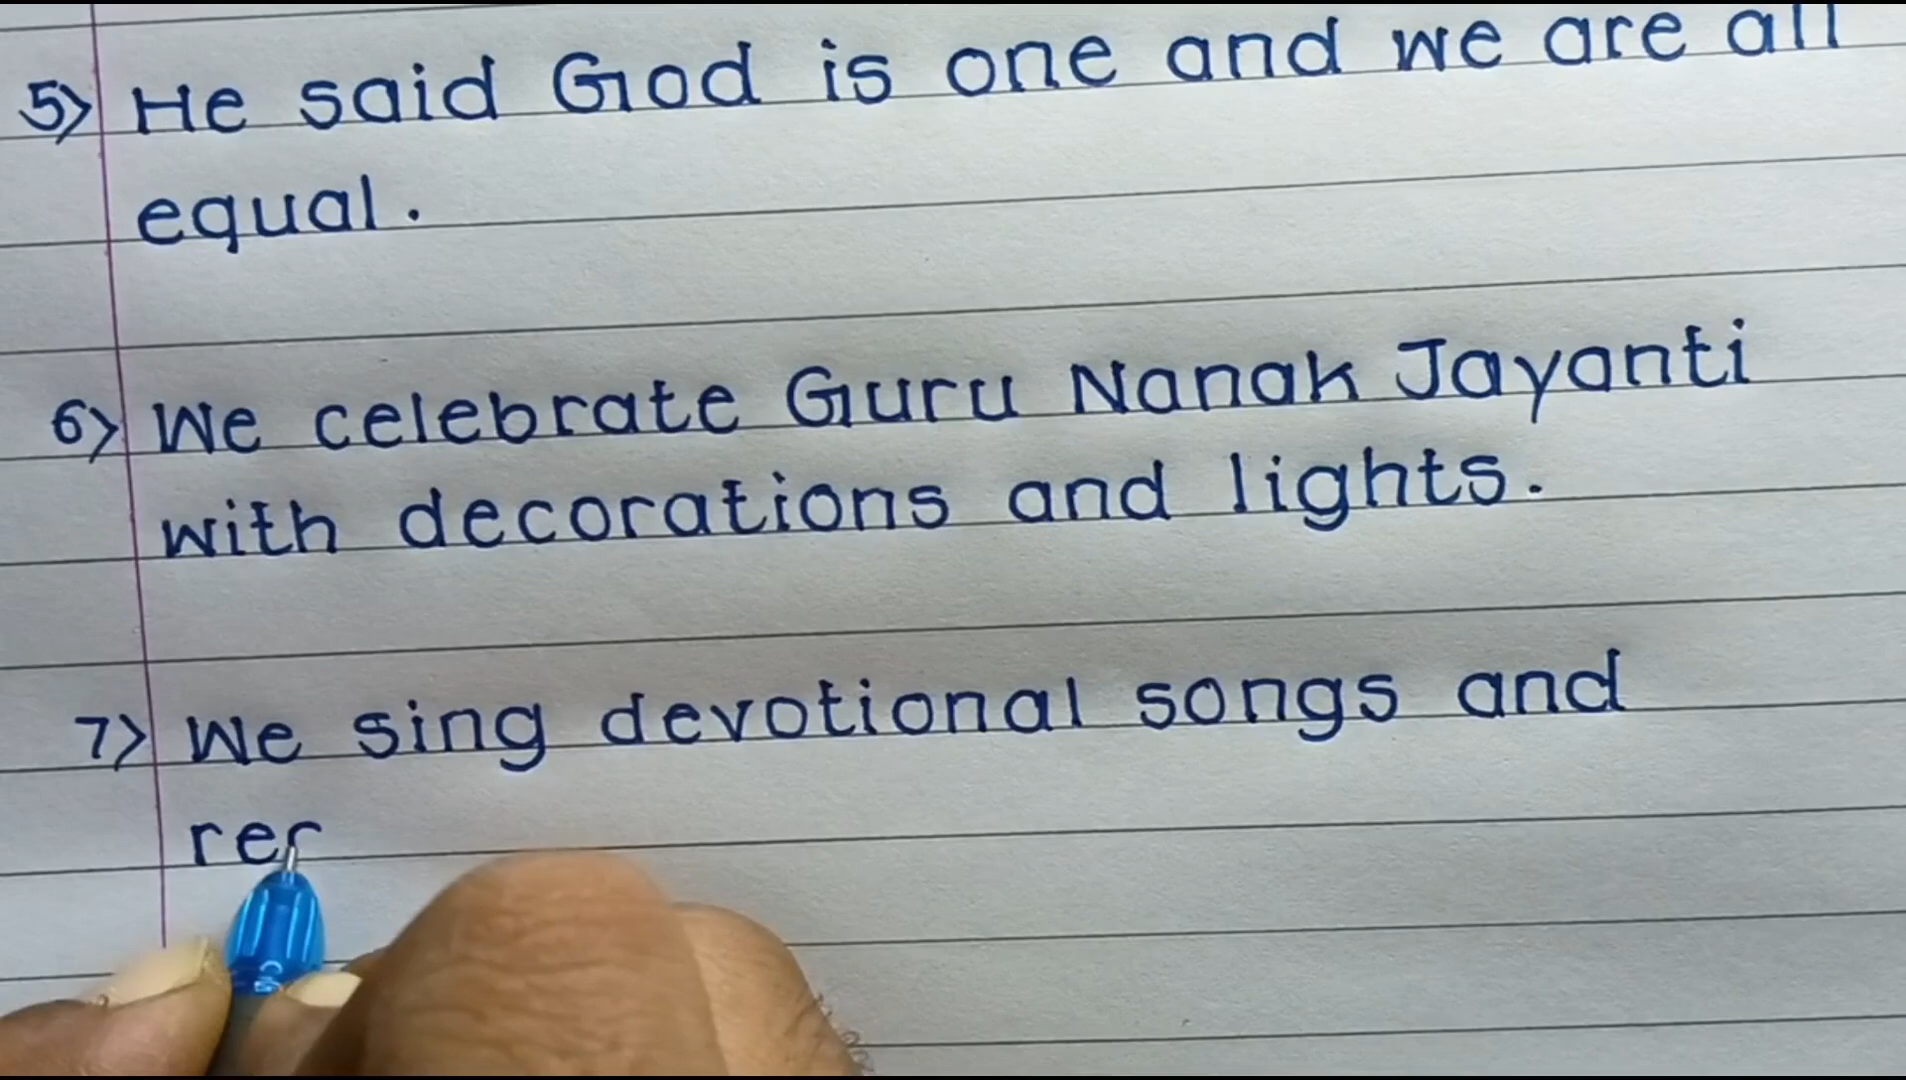 5) He said God is one and we are all
equal.
6) We celebrate Guru Nanak Jayanti
with decorations and lights.
7) We sing devotional songs and